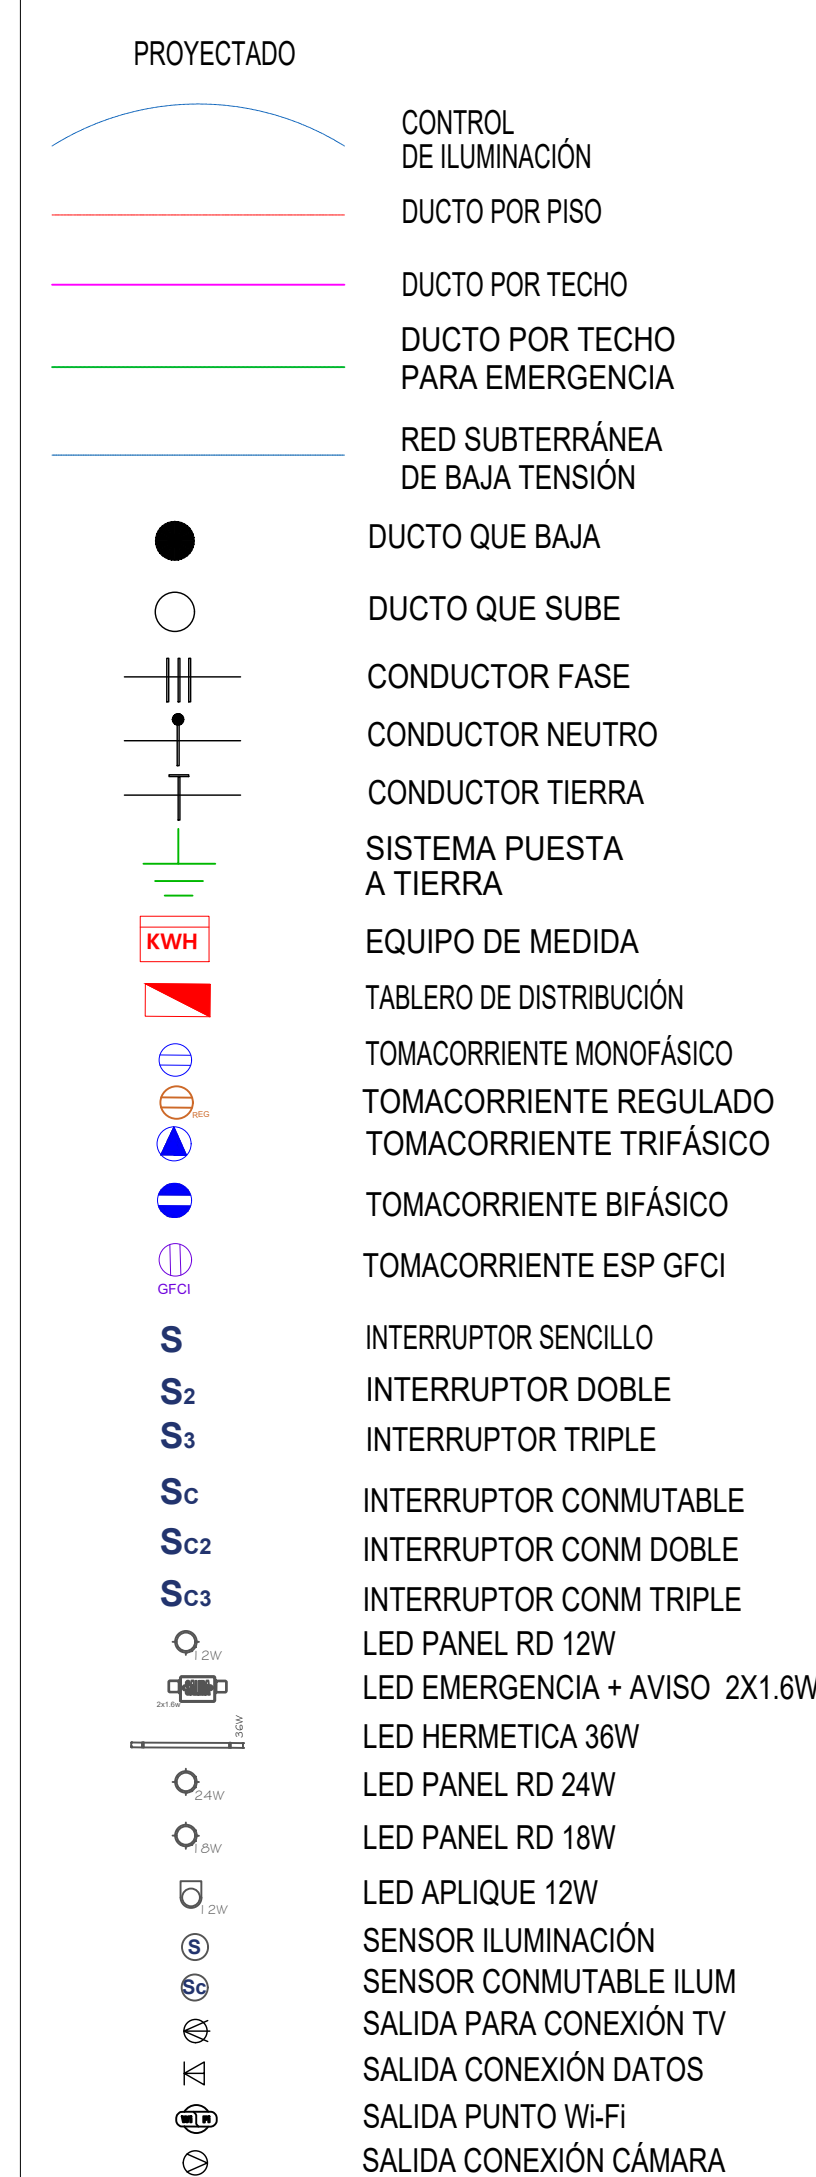 PROYECTADO
CONTROL
DE ILUMINACIÓN
DUCTO POR PISO
DUCTO POR TECHO
DUCTO POR TECHO
PARA EMERGENCIA
RED SUBTERRÁNEA
DE BAJA TENSIÓN
DUCTO QUE BAJA
DUCTO QUE SUBE
CONDUCTOR FASE
CONDUCTOR NEUTRO
CONDUCTOR TIERRA
SISTEMA PUESTA
A TIERRA
KWH EQUIPO DE MEDIDA
TABLERO DE DISTRIBUCIÓN
TOMACORRIENTE MONOFÁSICO
REG TOMACORRIENTE REGULADO
TOMACORRIENTE TRIFÁSICO
TOMACORRIENTE BIFÁSICO
GFCI TOMACORRIENTE ESP GFCI
S INTERRUPTOR SENCILLO
S2 INTERRUPTOR DOBLE
S3 INTERRUPTOR TRIPLE
SC INTERRUPTOR CONMUTABLE
SC2 INTERRUPTOR CONM DOBLE
SC3 INTERRUPTOR CONM TRIPLE
12W LED PANEL RD 12W
SALIDA 2x1.6w LED EMERGENCIA + AVISO 2X1.6W
36W LED HERMETICA 36W
24W LED PANEL RD 24W
18W LED PANEL RD 18W
12W LED APLIQUE 12W
S SENSOR ILUMINACIÓN
Sc SENSOR CONMUTABLE ILUM
SALIDA PARA CONEXIÓN TV
SALIDA CONEXIÓN DATOS
Wi Fi SALIDA PUNTO Wi-Fi
SALIDA CONEXIÓN CÁMARA